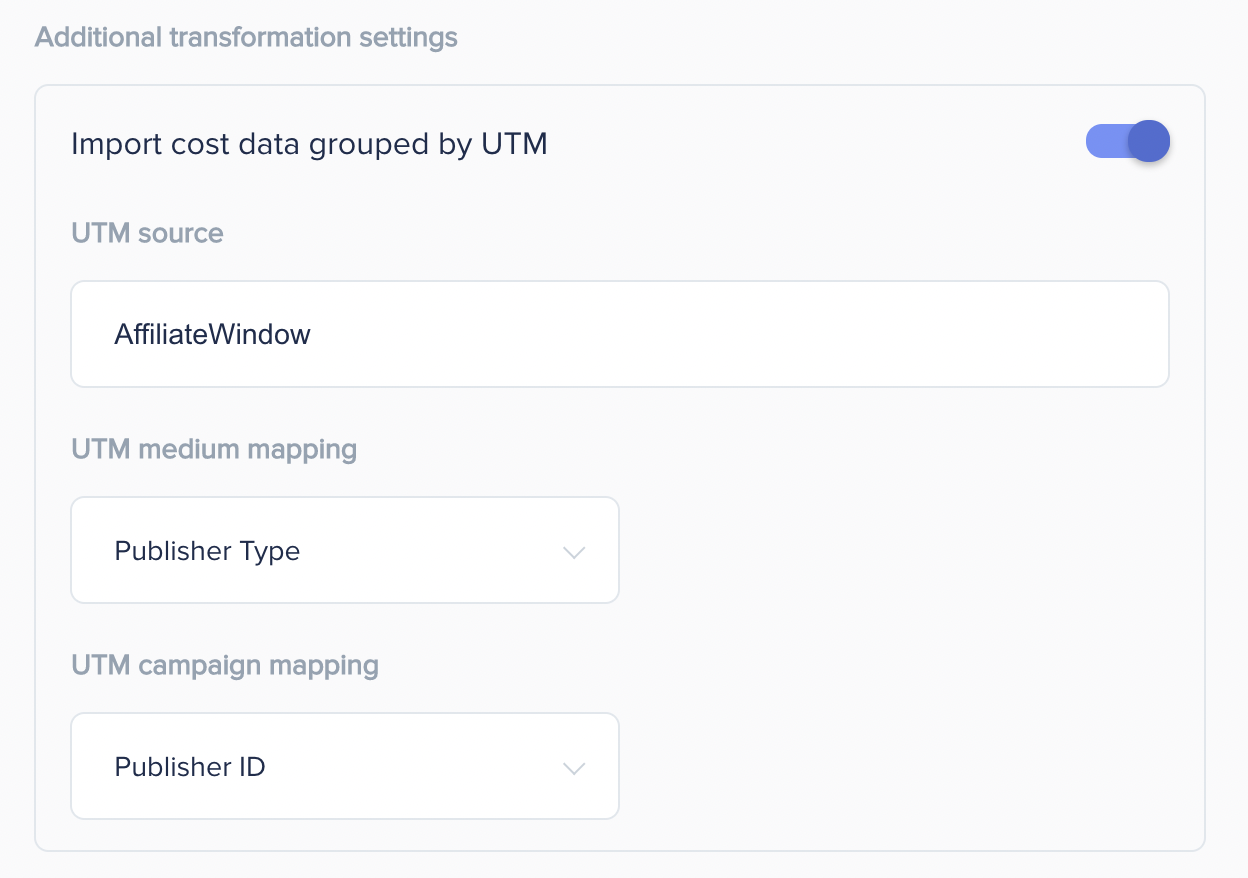 Additional transformation settings
Import cost data grouped by UTM
UTM source
AffiliateWindow
UTM medium mapping
Publisher Type
UTM campaign mapping
Publisher ID